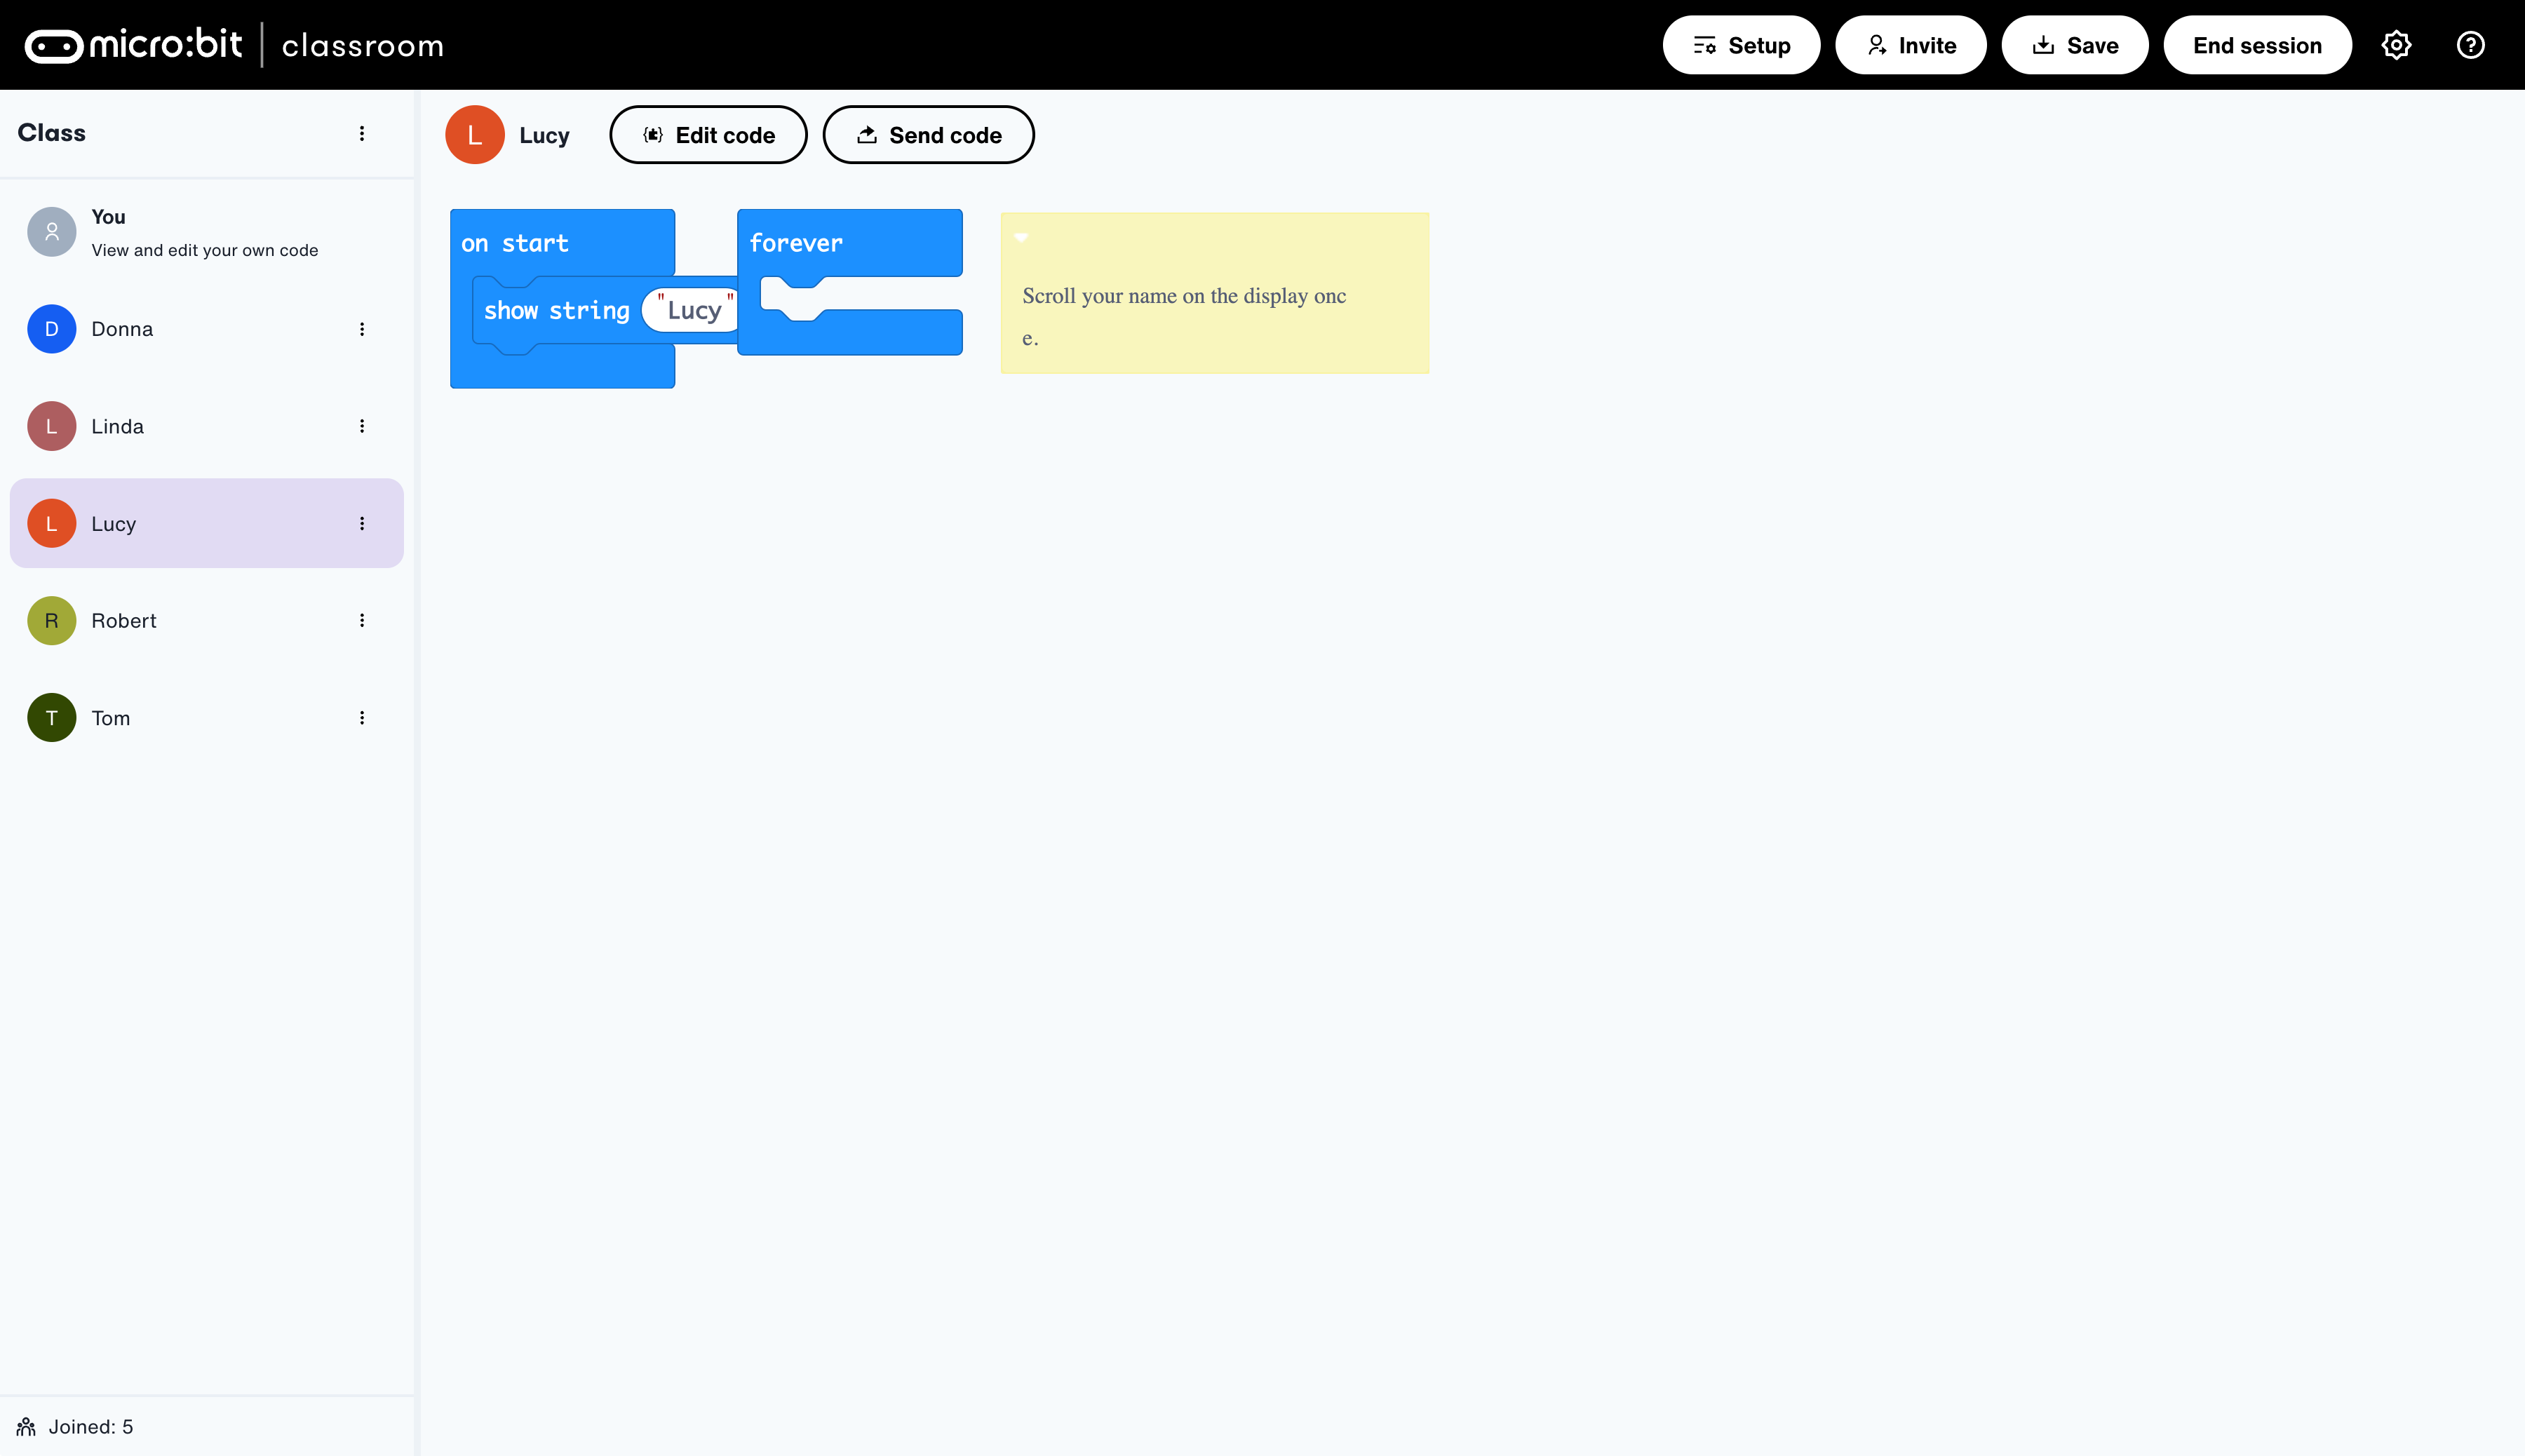 micro:bit classroom
Setup
Invite
Save
End session
Class
You
View and edit your own code
D Donna
L Linda
L Lucy
R Robert
T Tom
Joined: 5
L Lucy
Edit code
Send code
on start
show string "Lucy"
forever
Scroll your name on the display onc
e.